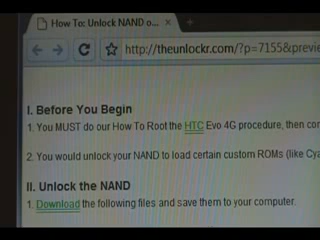 How To: Unlock NAND o...
http://theunlockr.com/?p=7155&previe
I. Before You Begin
1. You MUST do our How To Root the HTC Evo 4G procedure, then con
2. You would unlock your NAND to load certain custom ROMs (like Cya
II. Unlock the NAND
1. Download the following files and save them to your computer.